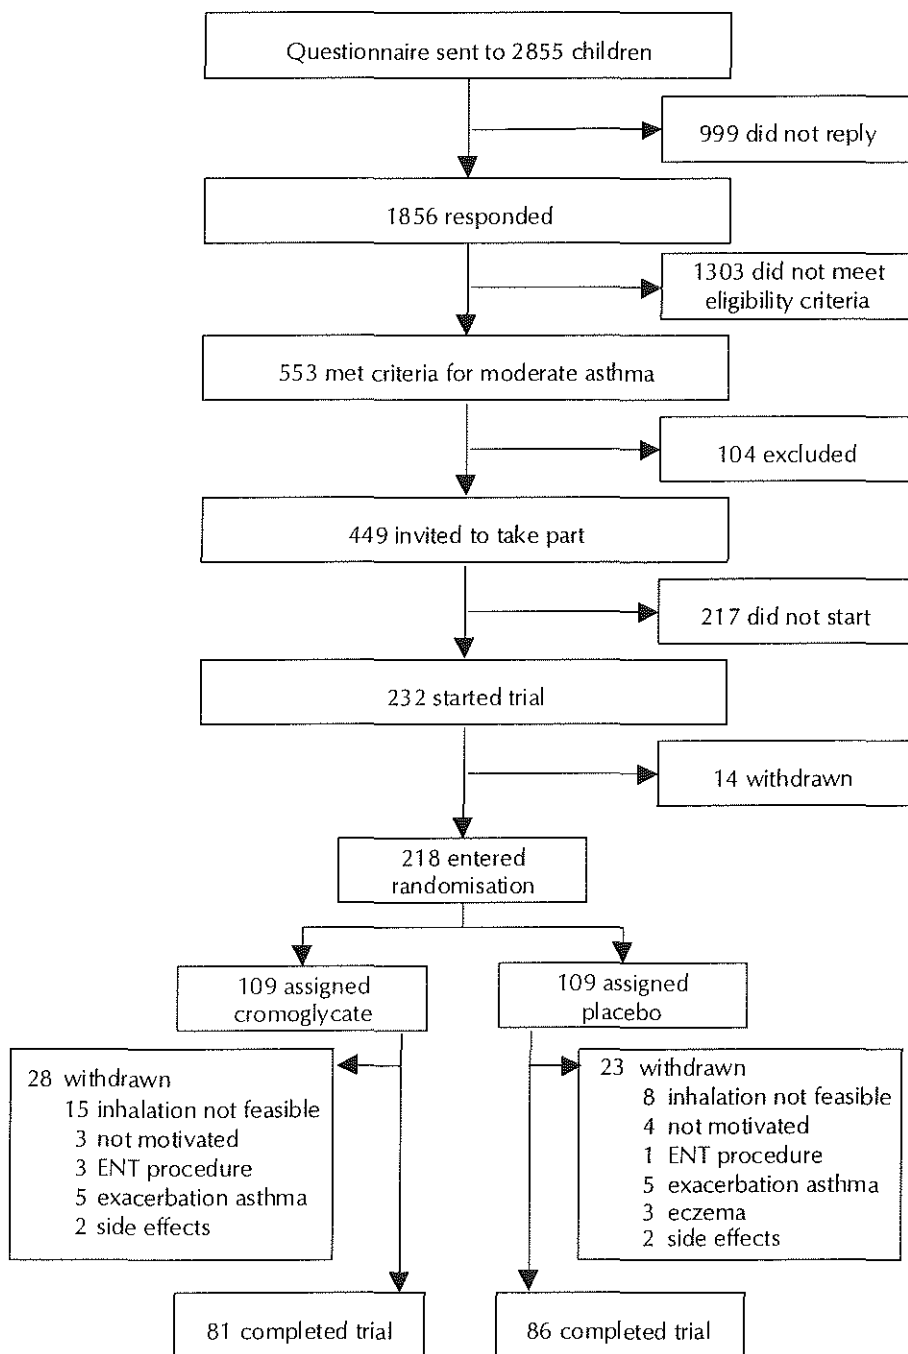 Questionnaire sent to 2855 children
999 did not reply
1856 responded
1303 did not meet
eligibility criteria
553 met criteria for moderate asthma
104 excluded
449 invited to take part
217 did not start
232 started trial
14 withdrawn
218 entered
randomisation
109 assigned
cromoglycate
109 assigned
placebo
28 withdrawn
15 inhalation not feasible
3 not motivated
3 ENT procedure
5 exacerbation asthma
2 side effects
23 withdrawn
8 inhalation not feasible
4 not motivated
1 ENT procedure
5 exacerbation asthma
3 eczema
2 side effects
81 completed trial
86 completed trial